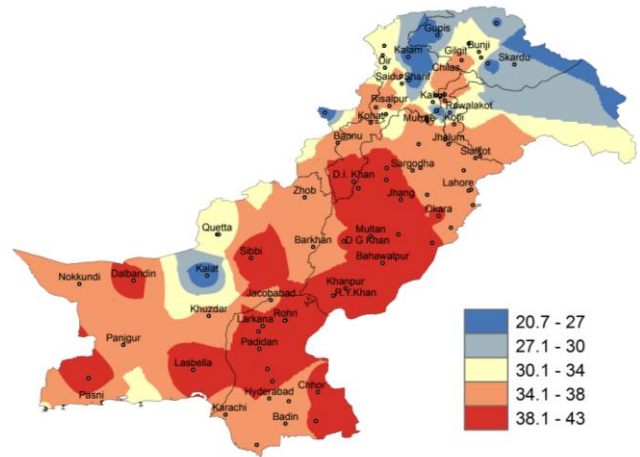 Gupis
Kalam
Gilgit
Bunji
Dir
Chilas
Skardu
Saidu Sharif
Risalpur
Rawalakot
Kohat
Kotli
Bannu
Jhelum
Sialkot
D.I. Khan
Sargodha
Zhob
Jhang
Lahore
Okara
Quetta
Multan
D G Khan
Barkhan
Sibbi
Bahawalpur
Nokkundi
Dalbandin
Kalat
Khanpur
R.Y.Khan
Jacobabad
Khuzdar
Larkana
Rohri
Panjgur
Padidan
Lasbella
Pasni
Hyderabad
Chhor
Karachi
Badin
20.7 - 27
27.1 - 30
30.1 - 34
34.1 - 38
38.1 - 43